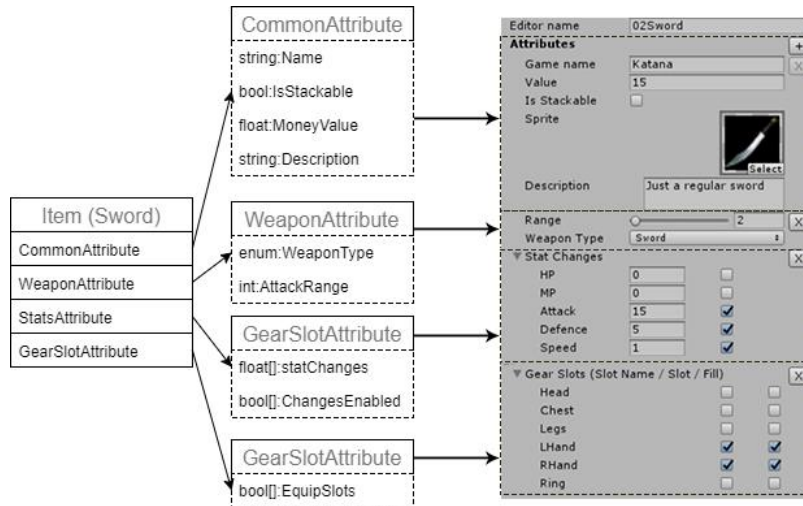 Item (Sword)
CommonAttribute
WeaponAttribute
StatsAttribute
GearSlotAttribute
CommonAttribute
string:Name
bool:IsStackable
float:MoneyValue
string:Description
WeaponAttribute
enum:WeaponType
int:AttackRange
GearSlotAttribute
float[]:statChanges
bool[]:ChangesEnabled
GearSlotAttribute
bool[]:EquipSlots
Editor name 02Sword
Attributes +
Game name Katana X
Value 15
Is Stackable
Sprite
Select
Description Just a regular sword
Range 2 X
Weapon Type Sword
Stat Changes X
HP 0
MP 0
Attack 15
Defence 5
Speed 1
Gear Slots (Slot Name / Slot / Fill) X
Head
Chest
Legs
LHand
RHand
Ring